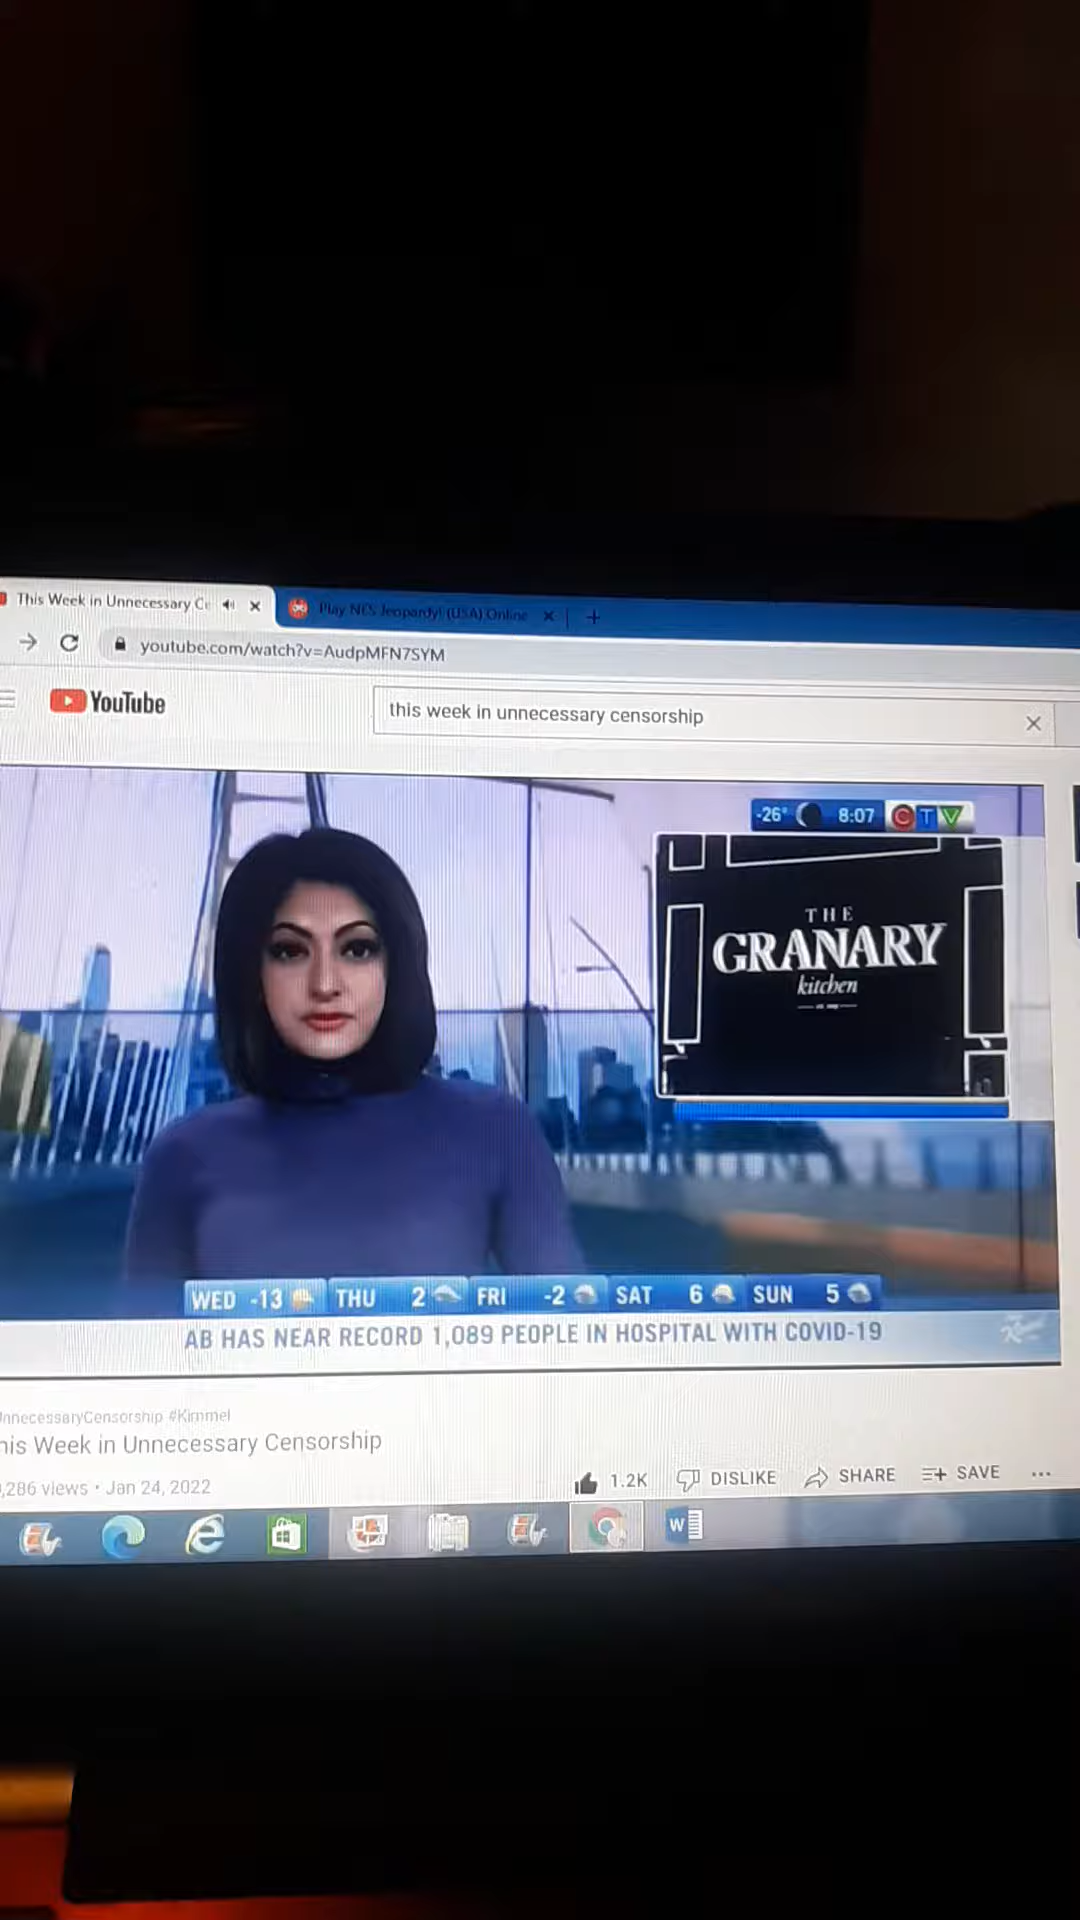 This Week in Unnecessary Ce
Play NES Jeopardy! (USA) Online
youtube.com/watch?v=AudpMFN7SYM
YouTube
this week in unnecessary censorship
-26° 8:07 CTV
THE
GRANARY
kitchen
WED -13 THU 2 FRI -2 SAT 6 SUN 5
AB HAS NEAR RECORD 1,089 PEOPLE IN HOSPITAL WITH COVID-19
nnecessaryCensorship #Kimmel
his Week in Unnecessary Censorship
,286 views • Jan 24, 2022
1.2K DISLIKE SHARE SAVE
W